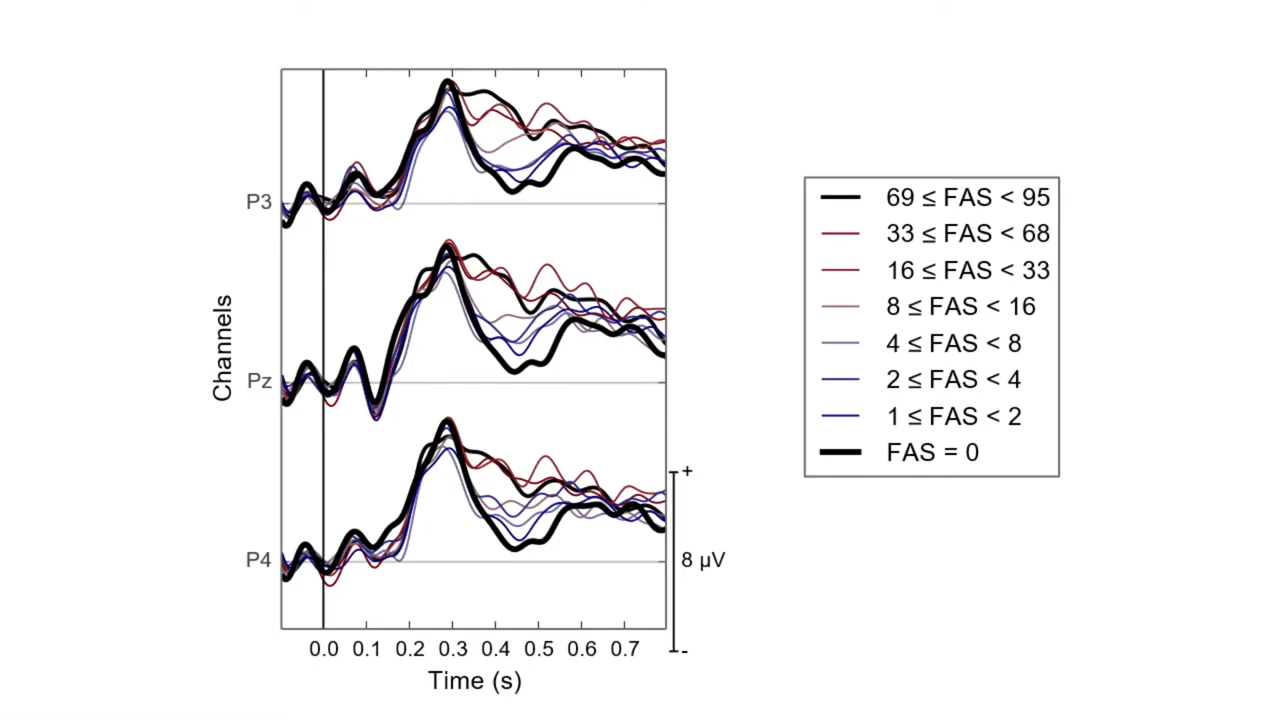 Channels
P3
Pz
P4
0.0 0.1 0.2 0.3 0.4 0.5 0.6 0.7
Time (s)
+
8 µV
-
69 ≤ FAS < 95
33 ≤ FAS < 68
16 ≤ FAS < 33
8 ≤ FAS < 16
4 ≤ FAS < 8
2 ≤ FAS < 4
1 ≤ FAS < 2
FAS = 0